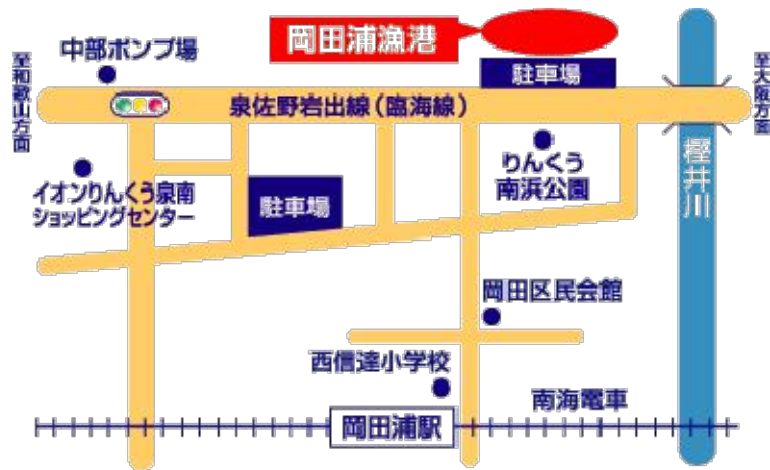 岡田浦漁港
中部ポンプ場
駐車場
至和歌山方面
至大阪方面
泉佐野岩出線(臨海線)
りんくう
南浜公園
樫井川
イオンりんくう泉南
ショッピングセンター
駐車場
岡田区民会館
西信達小学校
南海電車
岡田浦駅